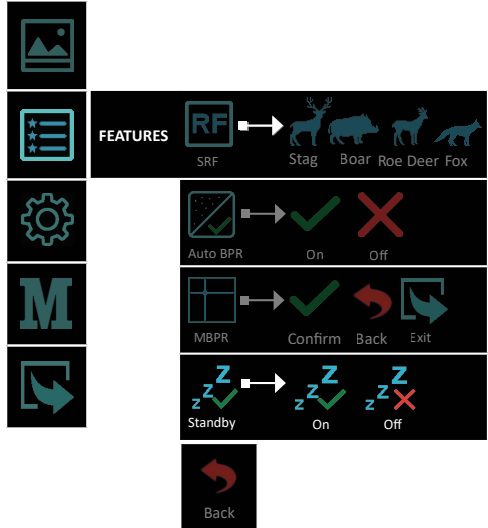 FEATURES
RF
SRF
Stag Boar Roe Deer Fox
Auto BPR On Off
MBPR Confirm Back Exit
M
z z Z z z Z z z Z
Standby On Off
Back